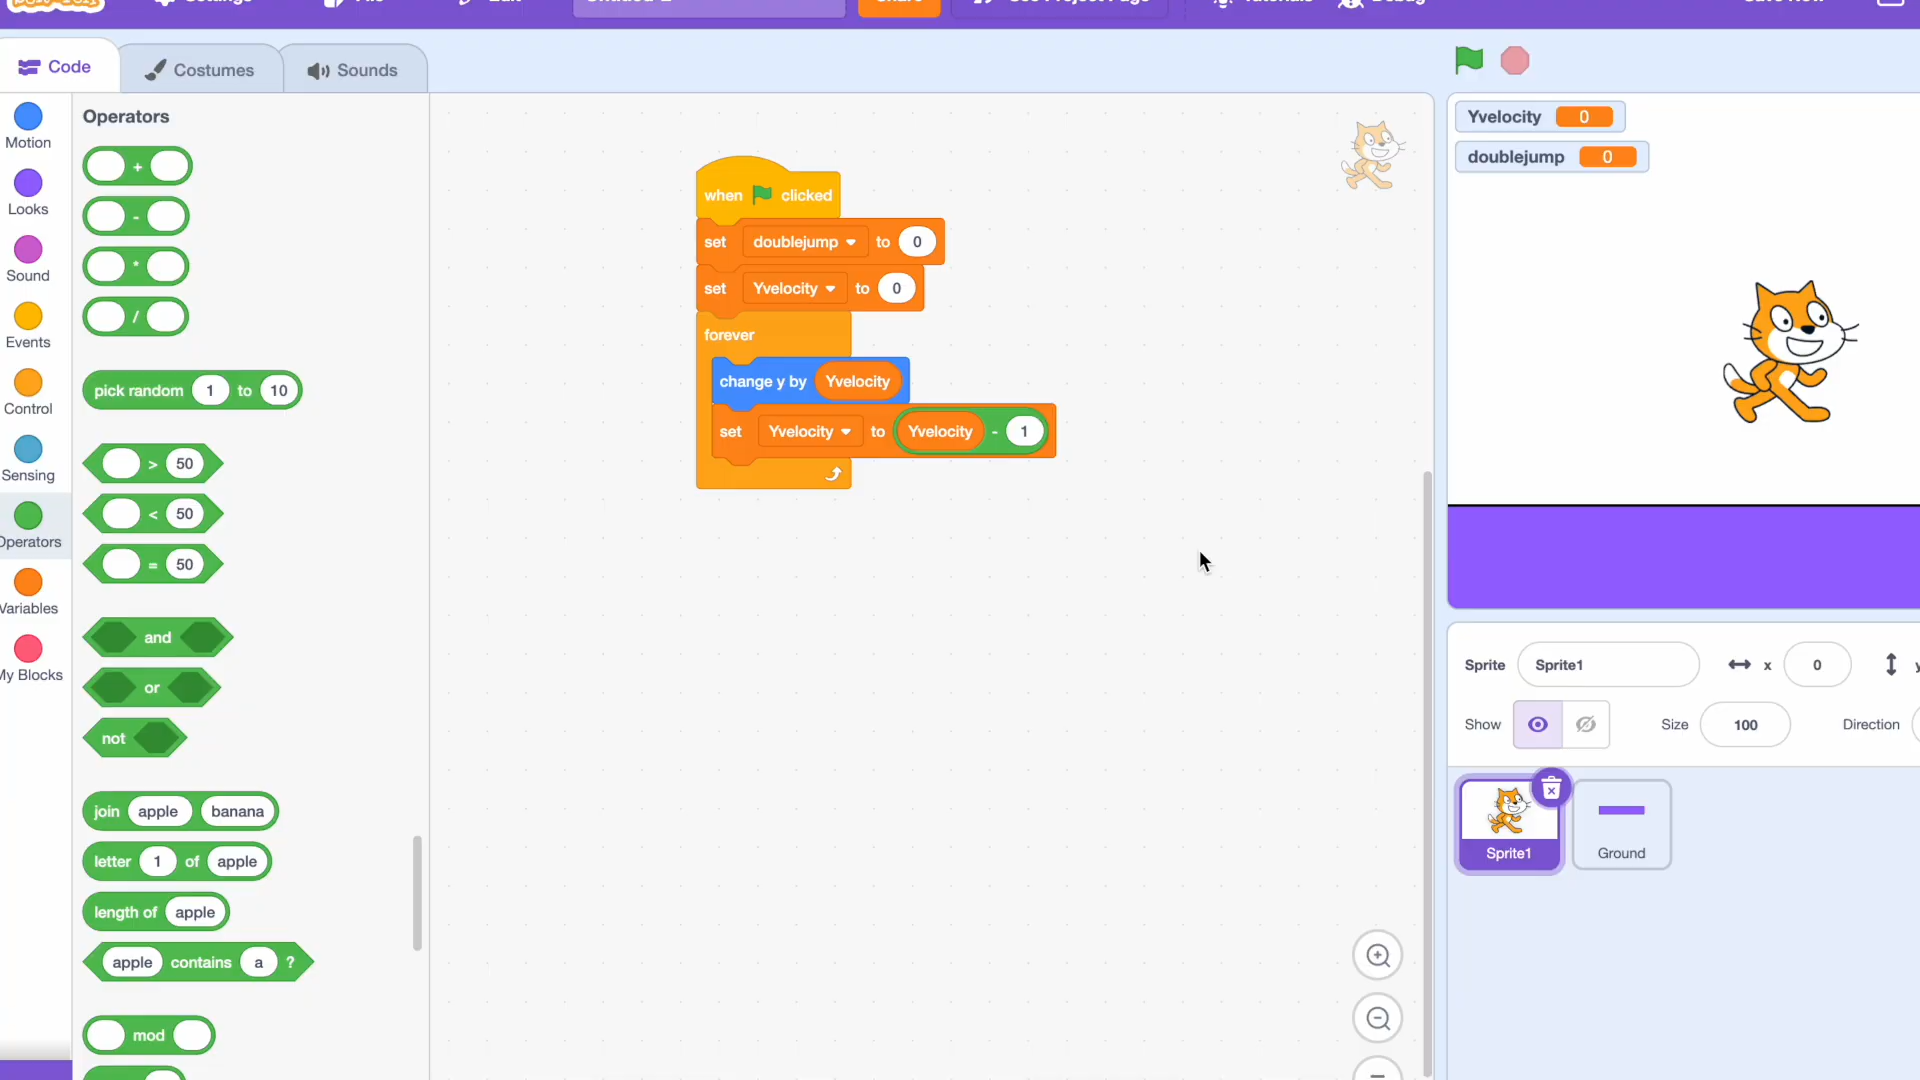 Code
Costumes
Sounds
Motion
Looks
Sound
Events
Control
Sensing
Operators
Variables
My Blocks
Operators
+
-
*
/
pick random 1 to 10
> 50
< 50
= 50
and
or
not
join apple banana
letter 1 of apple
length of apple
apple contains a ?
mod
when clicked
set doublejump to 0
set Yvelocity to 0
forever
change y by Yvelocity
set Yvelocity to Yvelocity - 1
Yvelocity 0
doublejump 0
Sprite Sprite1 x 0 y
Show Size 100 Direction
Sprite1
Ground